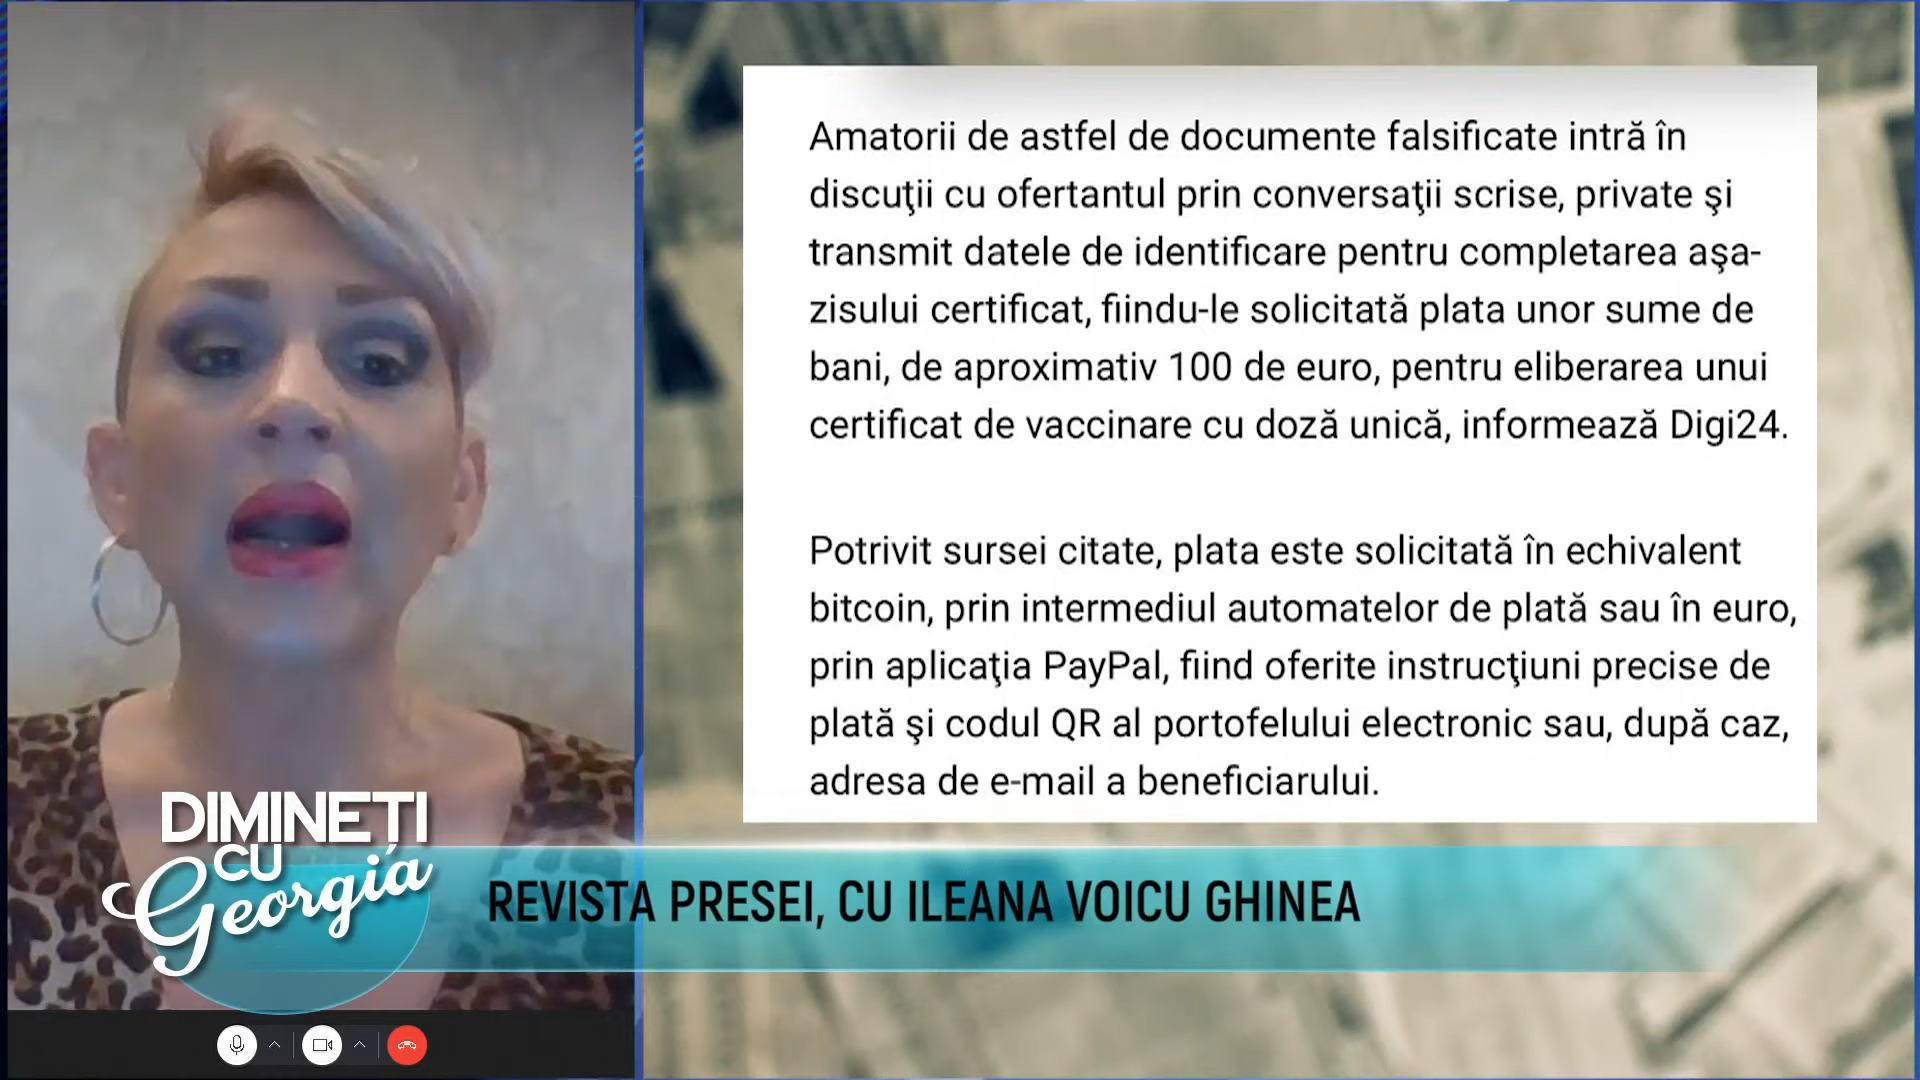 Amatorii de astfel de documente falsificate intră în
discuţii cu ofertantul prin conversaţii scrise, private şi
transmit datele de identificare pentru completarea aşa-
zisului certificat, fiindu-le solicitată plata unor sume de
bani, de aproximativ 100 de euro, pentru eliberarea unui
certificat de vaccinare cu doză unică, informează Digi24.
Potrivit sursei citate, plata este solicitată în echivalent
bitcoin, prin intermediul automatelor de plată sau în euro,
prin aplicaţia PayPal, fiind oferite instrucţiuni precise de
plată şi codul QR al portofelului electronic sau, după caz,
adresa de e-mail a beneficiarului.
DIMINEȚI
CU
Georgia
REVISTA PRESEI, CU ILEANA VOICU GHINEA